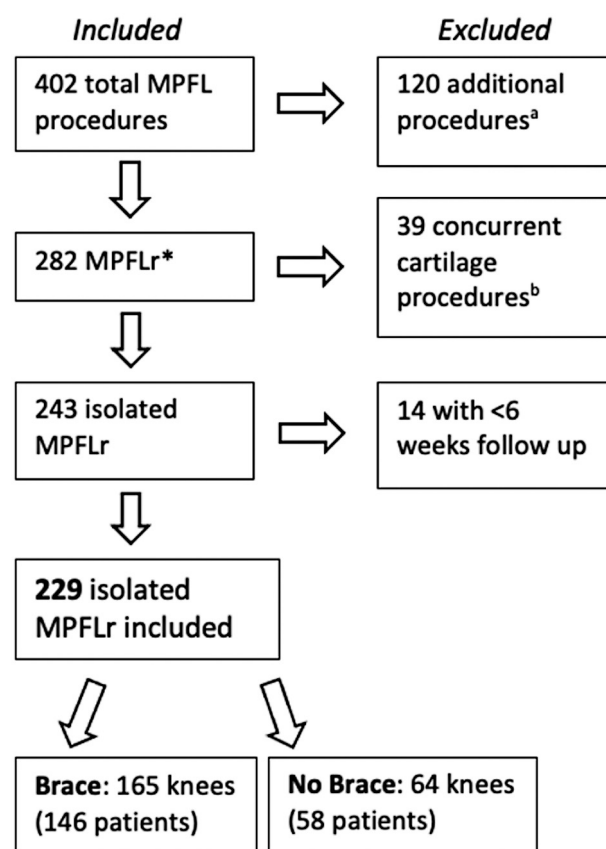 Included
Excluded
402 total MPFL
procedures
120 additional
proceduresᵃ
282 MPFLr*
39 concurrent
cartilage
proceduresᵇ
243 isolated
MPFLr
14 with <6
weeks follow up
229 isolated
MPFLr included
Brace: 165 knees
(146 patients)
No Brace: 64 knees
(58 patients)